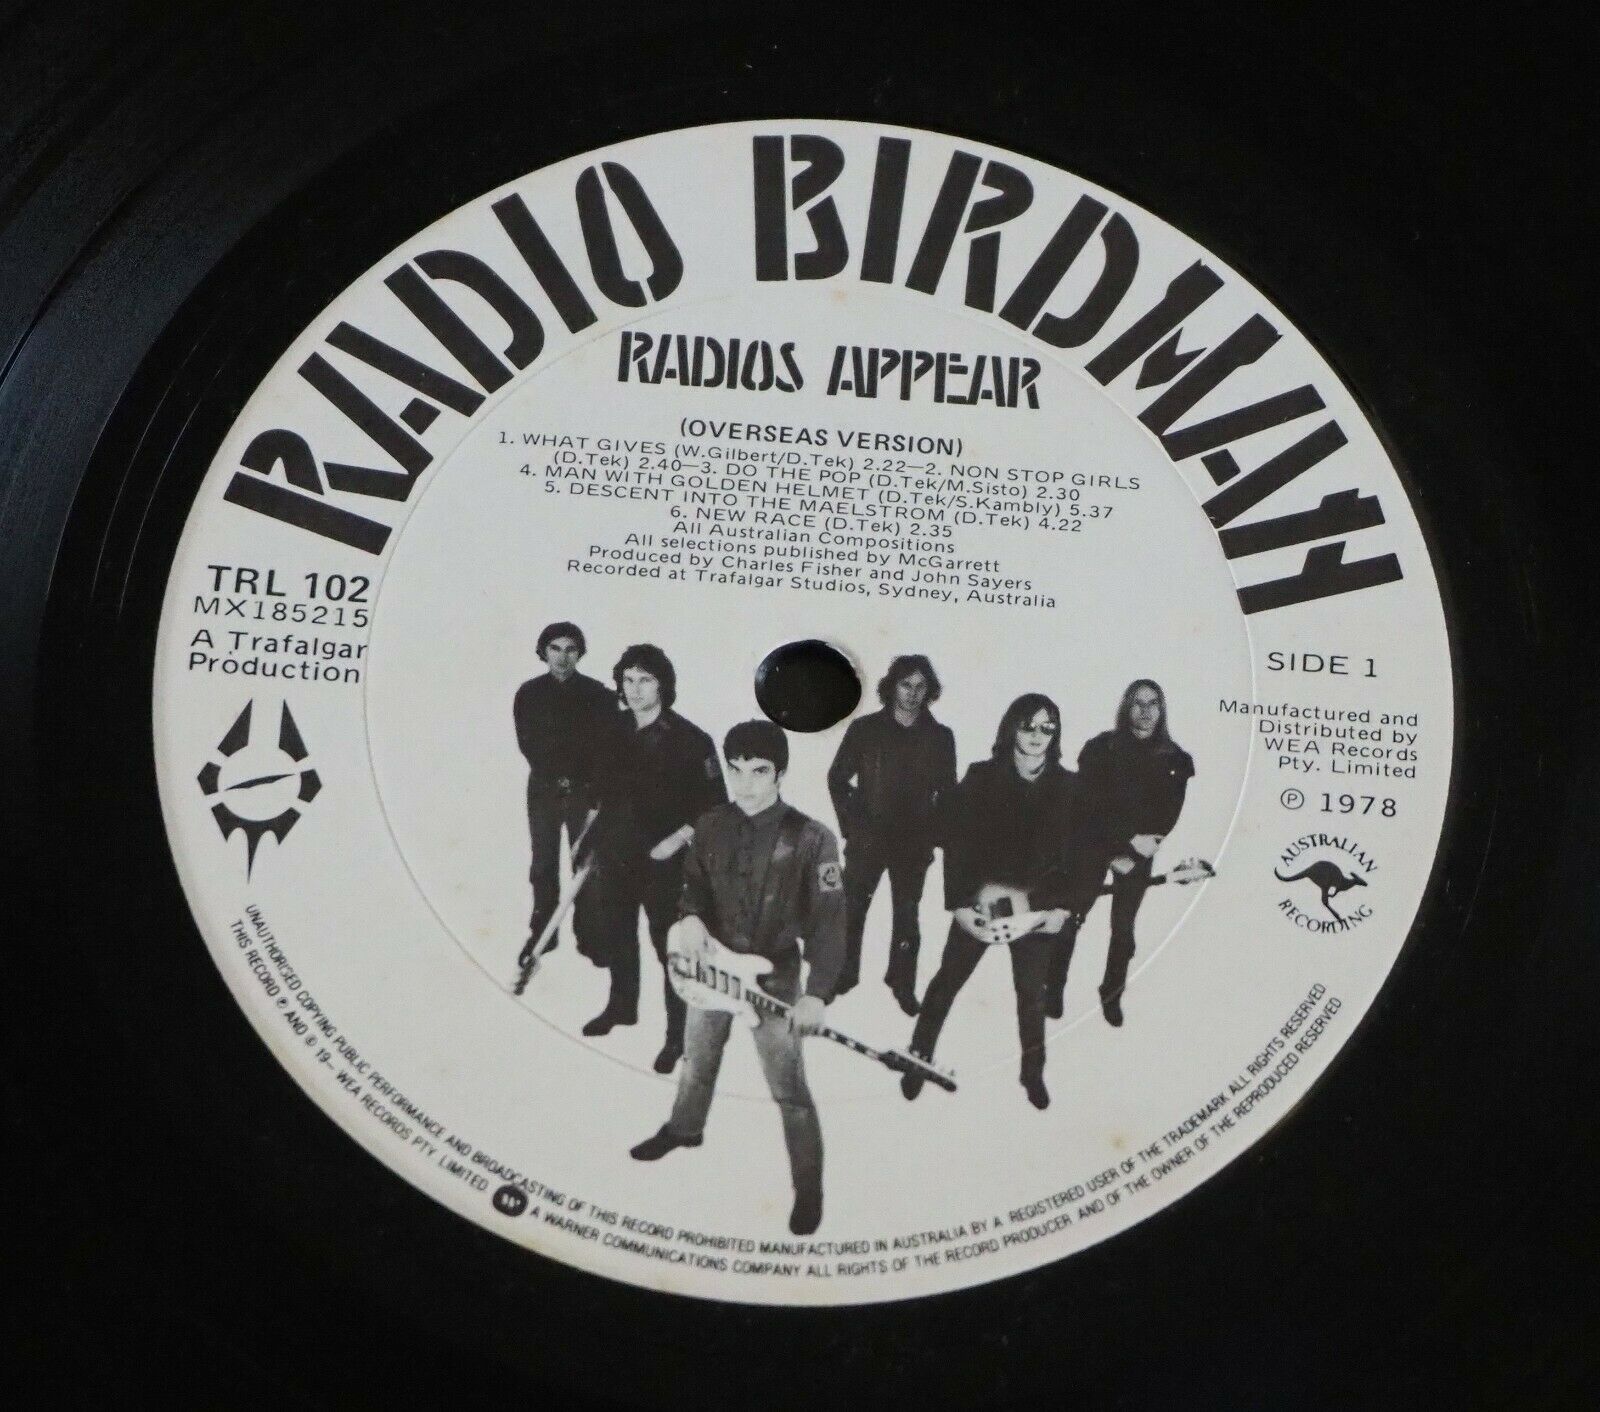 RADIO BIRDMAN
RADIOS APPEAR
(OVERSEAS VERSION)
1. WHAT GIVES (W.Gilbert/D.Tek) 2.22—2. NON STOP GIRLS
(D.Tek) 2.40—3. DO THE POP (D.Tek/M.Sisto) 2.30
4. MAN WITH GOLDEN HELMET (D.Tek/S.Kambly) 5.37
5. DESCENT INTO THE MAELSTROM (D.Tek) 4.22
6. NEW RACE (D.Tek) 2.35
All Australian Compositions
All selections published by McGarrett
Produced by Charles Fisher and John Sayers
Recorded at Trafalgar Studios, Sydney, Australia
TRL 102
MX185215
A Trafalgar
Production
SIDE 1
Manufactured and
Distributed by
WEA Records
Pty. Limited
℗ 1978
AUSTRALIAN
RECORDING
UNAUTHORISED COPYING PUBLIC PERFORMANCE AND BROADCASTING OF THIS RECORD PROHIBITED MANUFACTURED IN AUSTRALIA BY A REGISTERED USER OF THE TRADEMARK ALL RIGHTS RESERVED
THIS RECORD ℗ AND © 19— WEA RECORDS PTY. LIMITED A WARNER COMMUNICATIONS COMPANY ALL RIGHTS OF THE RECORD PRODUCER AND OF THE OWNER OF THE REPRODUCED RESERVED